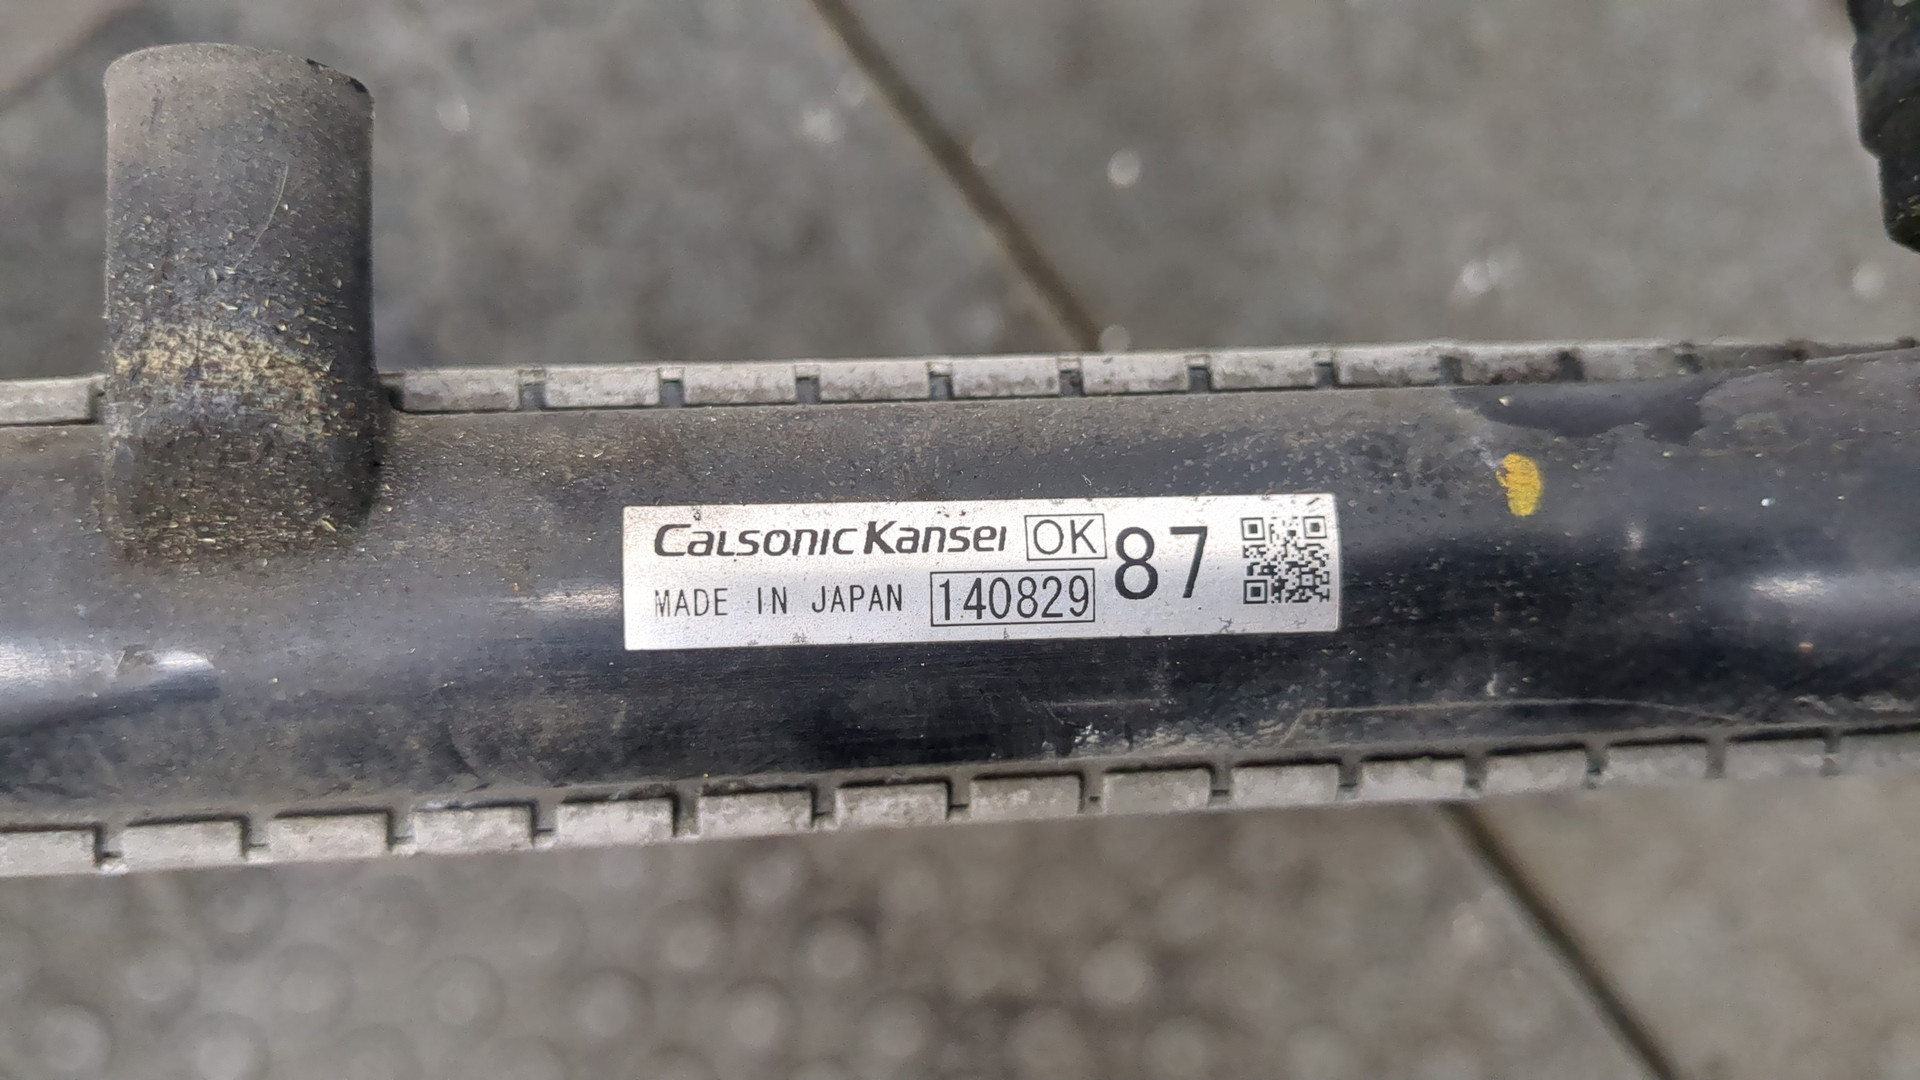 CalsonicKansei OK 87
MADE IN JAPAN 140829